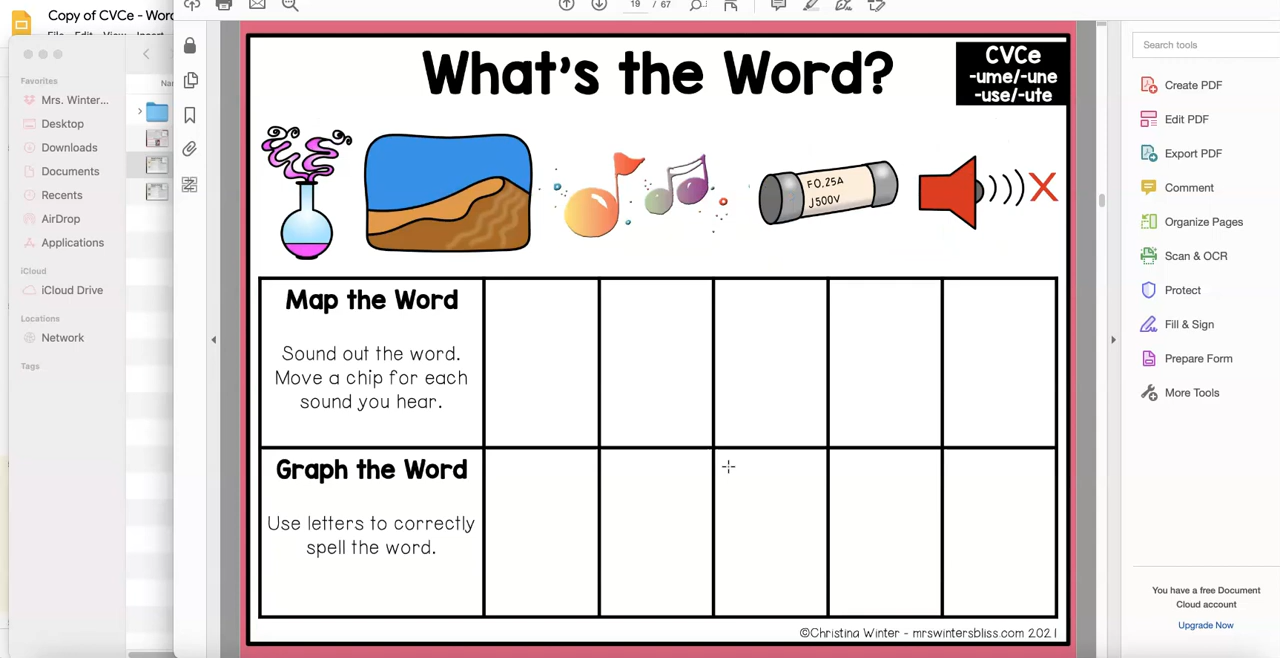 Copy of CVCe - Word
File Edit View Insert
19 / 67
Search tools
Favorites
Mrs. Winter...
Desktop
Downloads
Documents
Recents
AirDrop
Applications
iCloud
iCloud Drive
Locations
Network
Tags
What's the Word?
CVCe
-ume/-une
-use/-ute
FO,25A
J500V
Map the Word
Sound out the word.
Move a chip for each
sound you hear.
Graph the Word
Use letters to correctly
spell the word.
©Christina Winter - mrswintersbliss.com 2021
Create PDF
Edit PDF
Export PDF
Comment
Organize Pages
Scan & OCR
Protect
Fill & Sign
Prepare Form
More Tools
You have a free Document
Cloud account
Upgrade Now